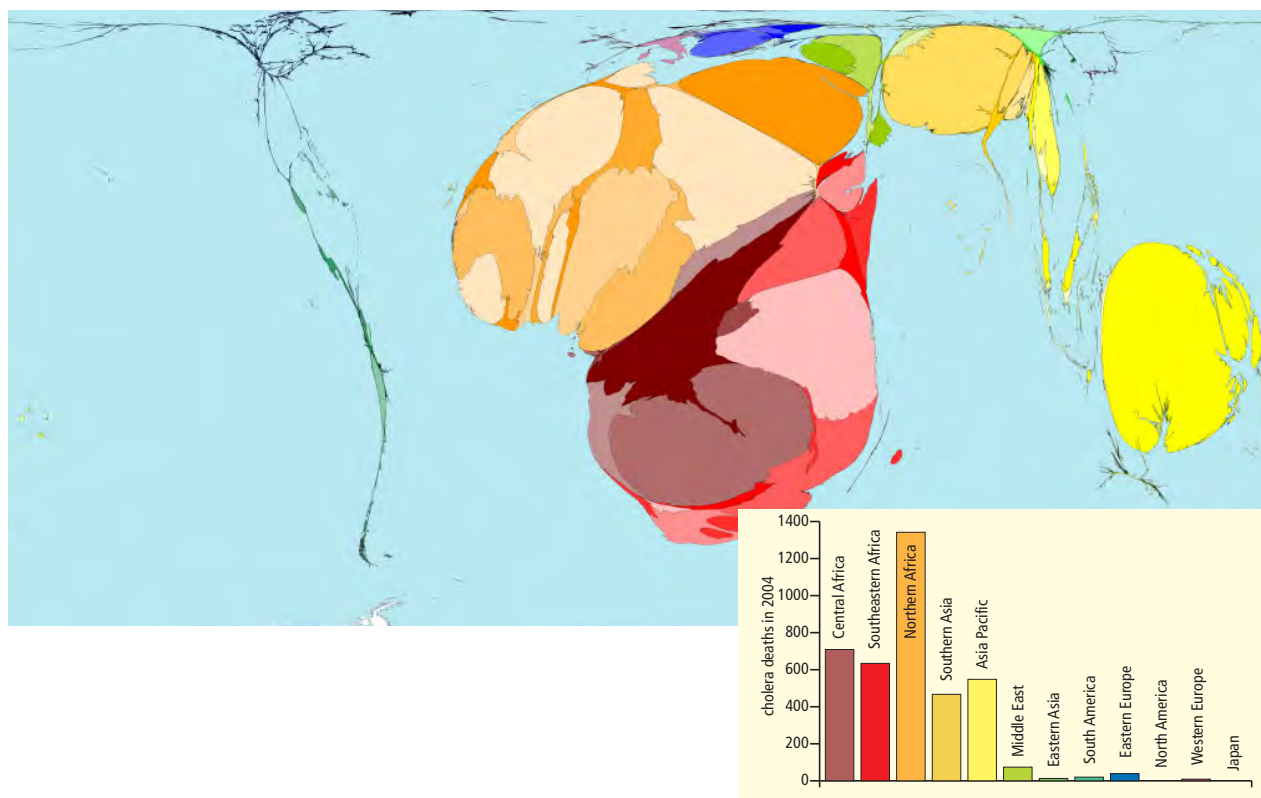 1400
1200
1000
800
600
400
200
0
cholera deaths in 2004
Central Africa
Southeastern Africa
Northern Africa
Southern Asia
Asia Pacific
Middle East
Eastern Asia
South America
Eastern Europe
North America
Western Europe
Japan